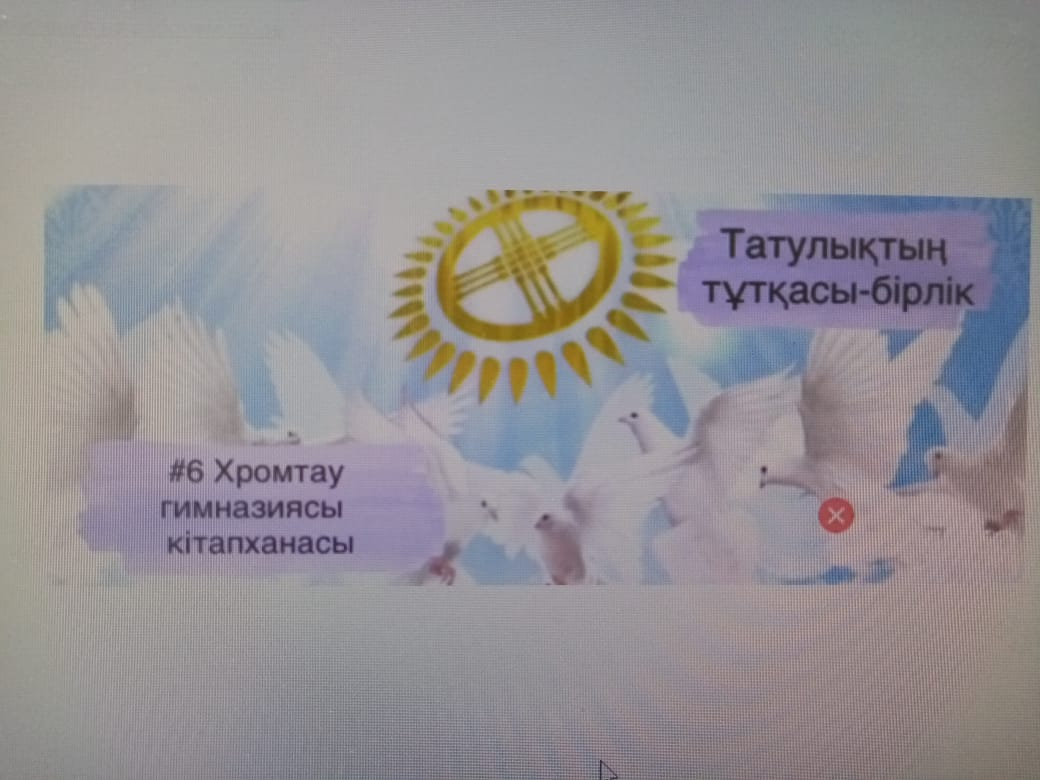 Татулықтың
тұтқасы-бірлік
#6 Хромтау
гимназиясы
кітапханасы